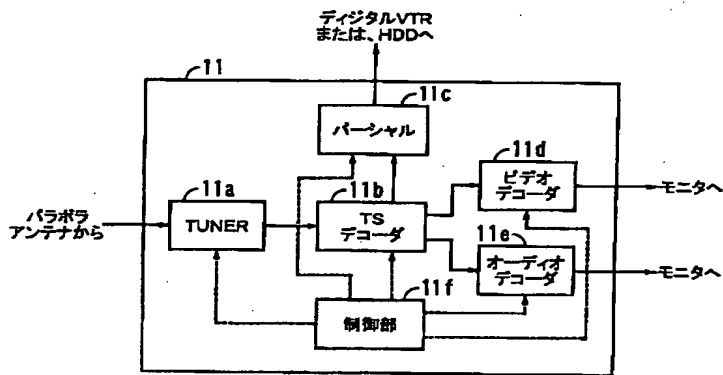 ディジタルVTR
または、HDDへ
11
11c
パーシャル
11a
TUNER
11b
TS
デコーダ
11d
ビデオ
デコーダ
モニタへ
パラボラ
アンテナから
11e
オーディオ
デコーダ
モニタへ
11f
制御部